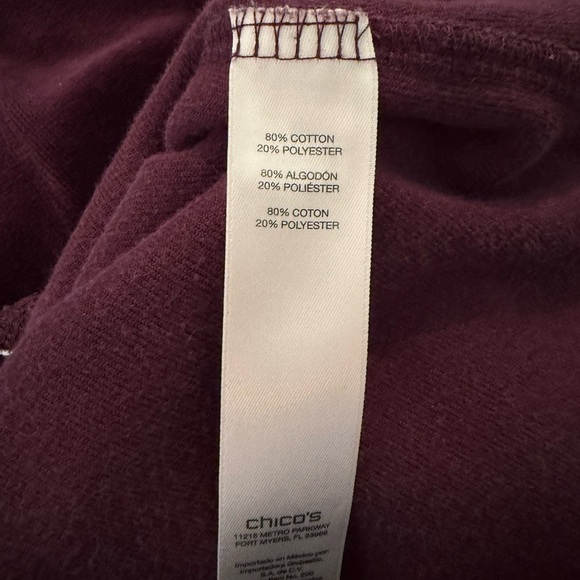 80% COTTON
20% POLYESTER
80% ALGODÓN
20% POLIÉSTER
80% COTON
20% POLYESTER
chico's
11215 METRO PARKWAY
FORT MYERS, FL 33966
Importado en México por:
Importadora
S.A. de C.V.